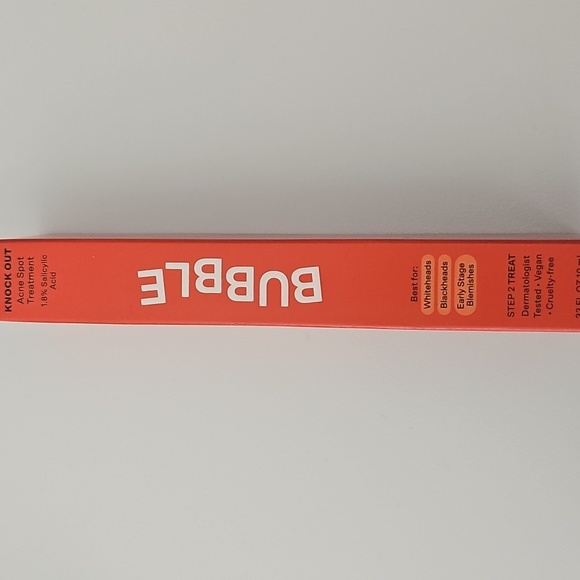 KNOCK OUT
Acne Spot
Treatment
1.8% Salicylic
Acid
BUBBLE
Best for:
Whiteheads
Blackheads
Early Stage
Blemishes
STEP 2 TREAT
Dermatologist
Tested • Vegan
• Cruelty-free